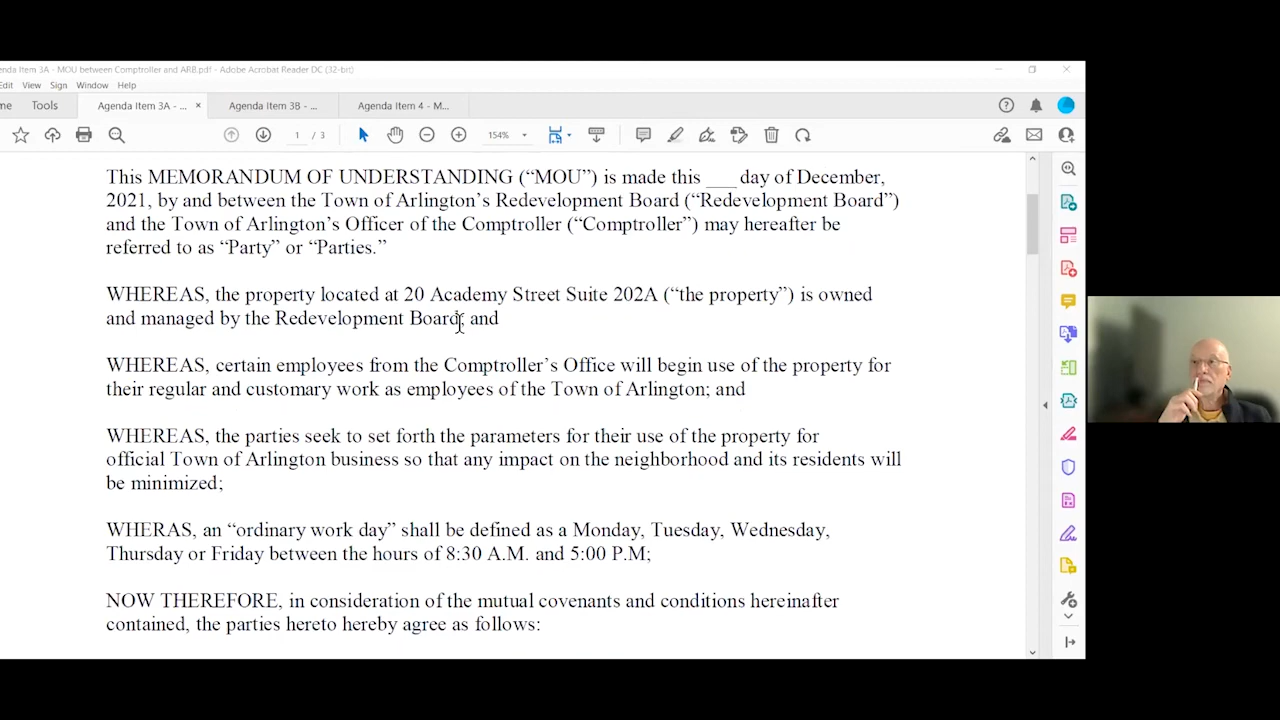 enda Item 3A - MOU between Comptroller and ARB.pdf - Adobe Acrobat Reader DC (32-bit)
Edit View Sign Window Help
me Tools Agenda Item 3A - ... × Agenda Item 3B - ... Agenda Item 4 - M...
1 / 3 154%
This MEMORANDUM OF UNDERSTANDING (“MOU”) is made this ___ day of December,
2021, by and between the Town of Arlington’s Redevelopment Board (“Redevelopment Board”)
and the Town of Arlington’s Officer of the Comptroller (“Comptroller”) may hereafter be
referred to as “Party” or “Parties.”
WHEREAS, the property located at 20 Academy Street Suite 202A (“the property”) is owned
and managed by the Redevelopment Board; and
WHEREAS, certain employees from the Comptroller’s Office will begin use of the property for
their regular and customary work as employees of the Town of Arlington; and
WHEREAS, the parties seek to set forth the parameters for their use of the property for
official Town of Arlington business so that any impact on the neighborhood and its residents will
be minimized;
WHERAS, an “ordinary work day” shall be defined as a Monday, Tuesday, Wednesday,
Thursday or Friday between the hours of 8:30 A.M. and 5:00 P.M;
NOW THEREFORE, in consideration of the mutual covenants and conditions hereinafter
contained, the parties hereto hereby agree as follows: